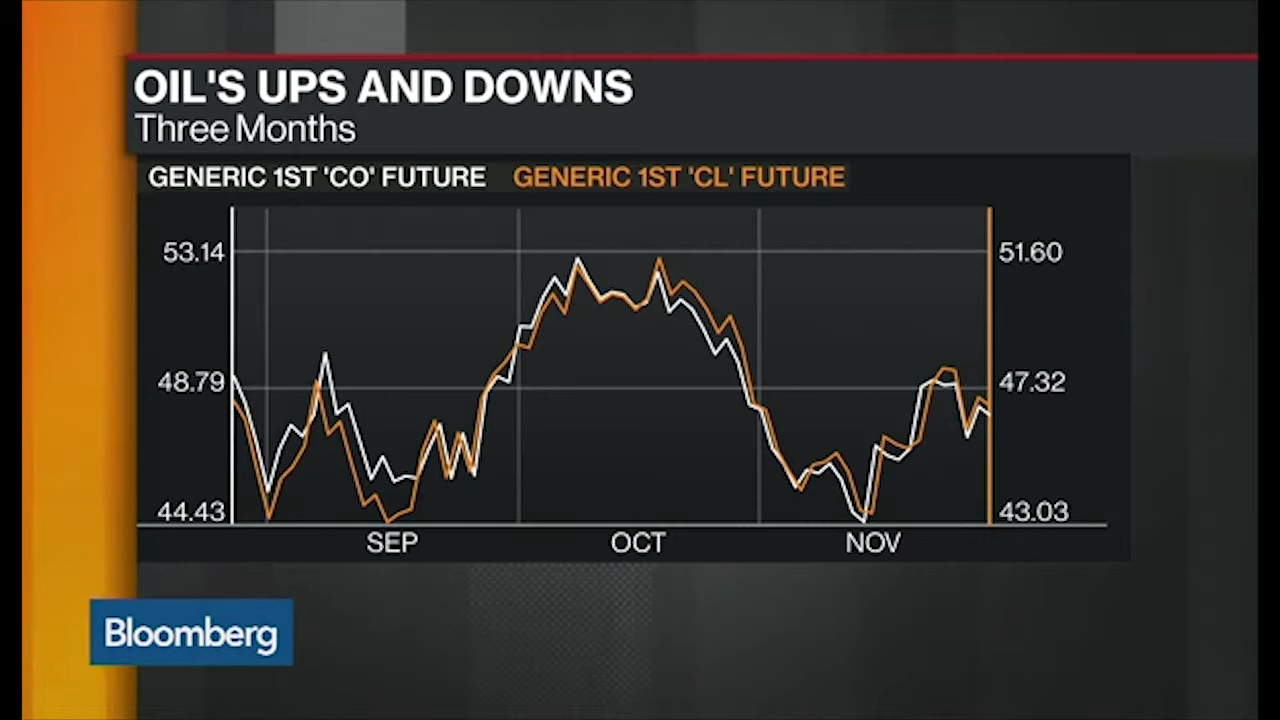 OIL'S UPS AND DOWNS
Three Months
GENERIC 1ST 'CO' FUTURE GENERIC 1ST 'CL' FUTURE
53.14 51.60
48.79 47.32
44.43 43.03
SEP OCT NOV
Bloomberg